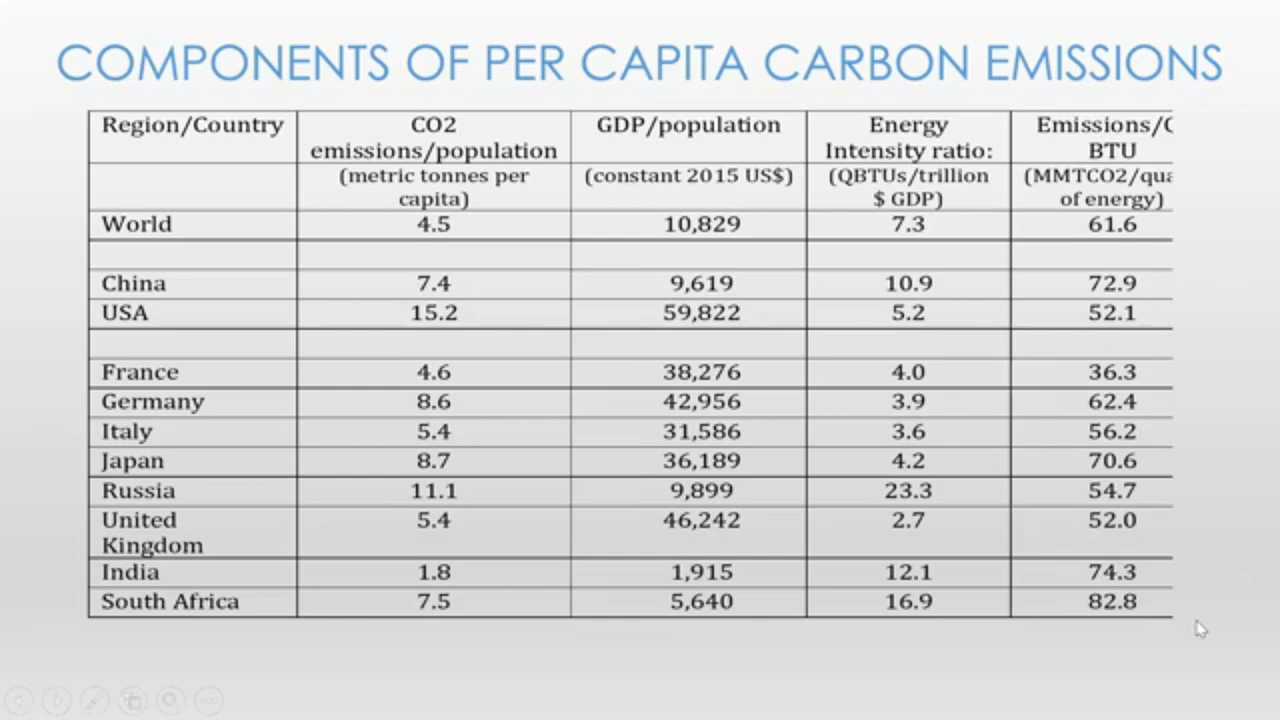 COMPONENTS OF PER CAPITA CARBON EMISSIONS
Region/Country CO2 emissions/population GDP/population Energy Intensity ratio: Emissions/ BTU
(metric tonnes per capita) (constant 2015 US$) (QBTUs/trillion $ GDP) (MMTCO2/qua of energy)
World 4.5 10,829 7.3 61.6
China 7.4 9,619 10.9 72.9
USA 15.2 59,822 5.2 52.1
France 4.6 38,276 4.0 36.3
Germany 8.6 42,956 3.9 62.4
Italy 5.4 31,586 3.6 56.2
Japan 8.7 36,189 4.2 70.6
Russia 11.1 9,899 23.3 54.7
United Kingdom 5.4 46,242 2.7 52.0
India 1.8 1,915 12.1 74.3
South Africa 7.5 5,640 16.9 82.8